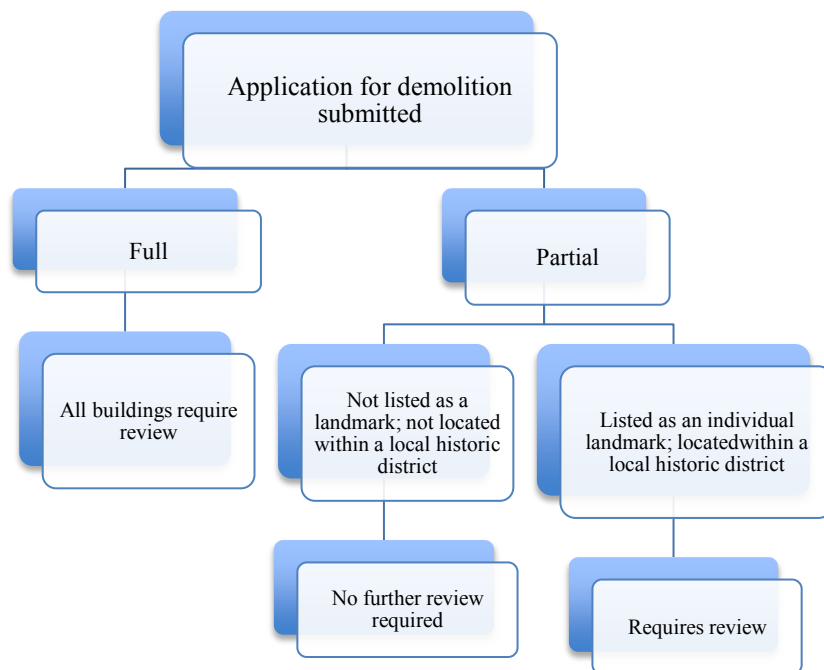 Application for demolition
submitted
Full
Partial
All buildings require
review
Not listed as a
landmark; not located
within a local historic
district
Listed as an individual
landmark; locatedwithin a
local historic district
No further review
required
Requires review